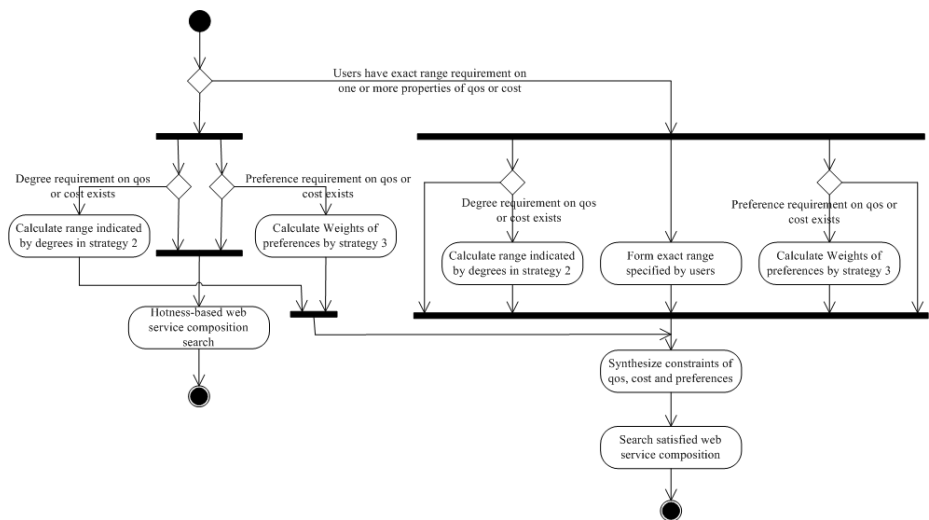 Users have exact range requirement on
one or more properties of qos or cost
Degree requirement on qos
or cost exists
Preference requirement on qos or
cost exists
Calculate range indicated
by degrees in strategy 2
Calculate Weights of
preferences by strategy 3
Hotness-based web
service composition
search
Degree requirement on qos
or cost exists
Preference requirement on qos or
cost exists
Calculate range indicated
by degrees in strategy 2
Form exact range
specified by users
Calculate Weights of
preferences by strategy 3
Synthesize constraints of
qos, cost and preferences
Search satisfied web
service composition